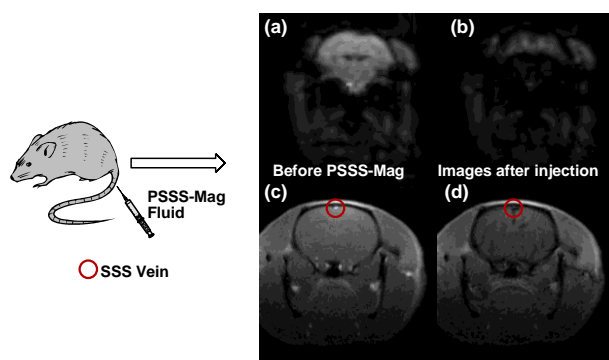 (a)
(b)
Before PSSS-Mag
Images after injection
PSSS-Mag
Fluid
(c)
(d)
SSS Vein